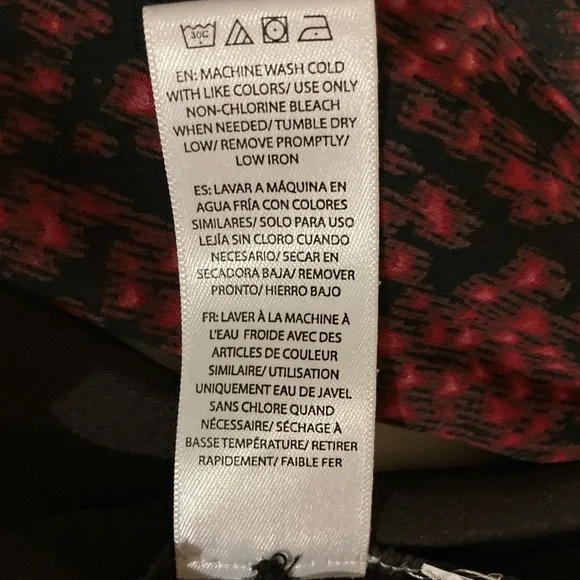 30C
EN: MACHINE WASH COLD
WITH LIKE COLORS/ USE ONLY
NON-CHLORINE BLEACH
WHEN NEEDED/ TUMBLE DRY
LOW/ REMOVE PROMPTLY/
LOW IRON
ES: LAVAR A MÁQUINA EN
AGUA FRÍA CON COLORES
SIMILARES/ SOLO PARA USO
LEJÍA SIN CLORO CUANDO
NECESARIO/ SECAR EN
SECADORA BAJA/ REMOVER
PRONTO/ HIERRO BAJO
FR: LAVER À LA MACHINE À
L'EAU FROIDE AVEC DES
ARTICLES DE COULEUR
SIMILAIRE/ UTILISATION
UNIQUEMENT EAU DE JAVEL
SANS CHLORE QUAND
NÉCESSAIRE/ SÉCHAGE À
BASSE TEMPÉRATURE/ RETIRER
RAPIDEMENT/ FAIBLE FER